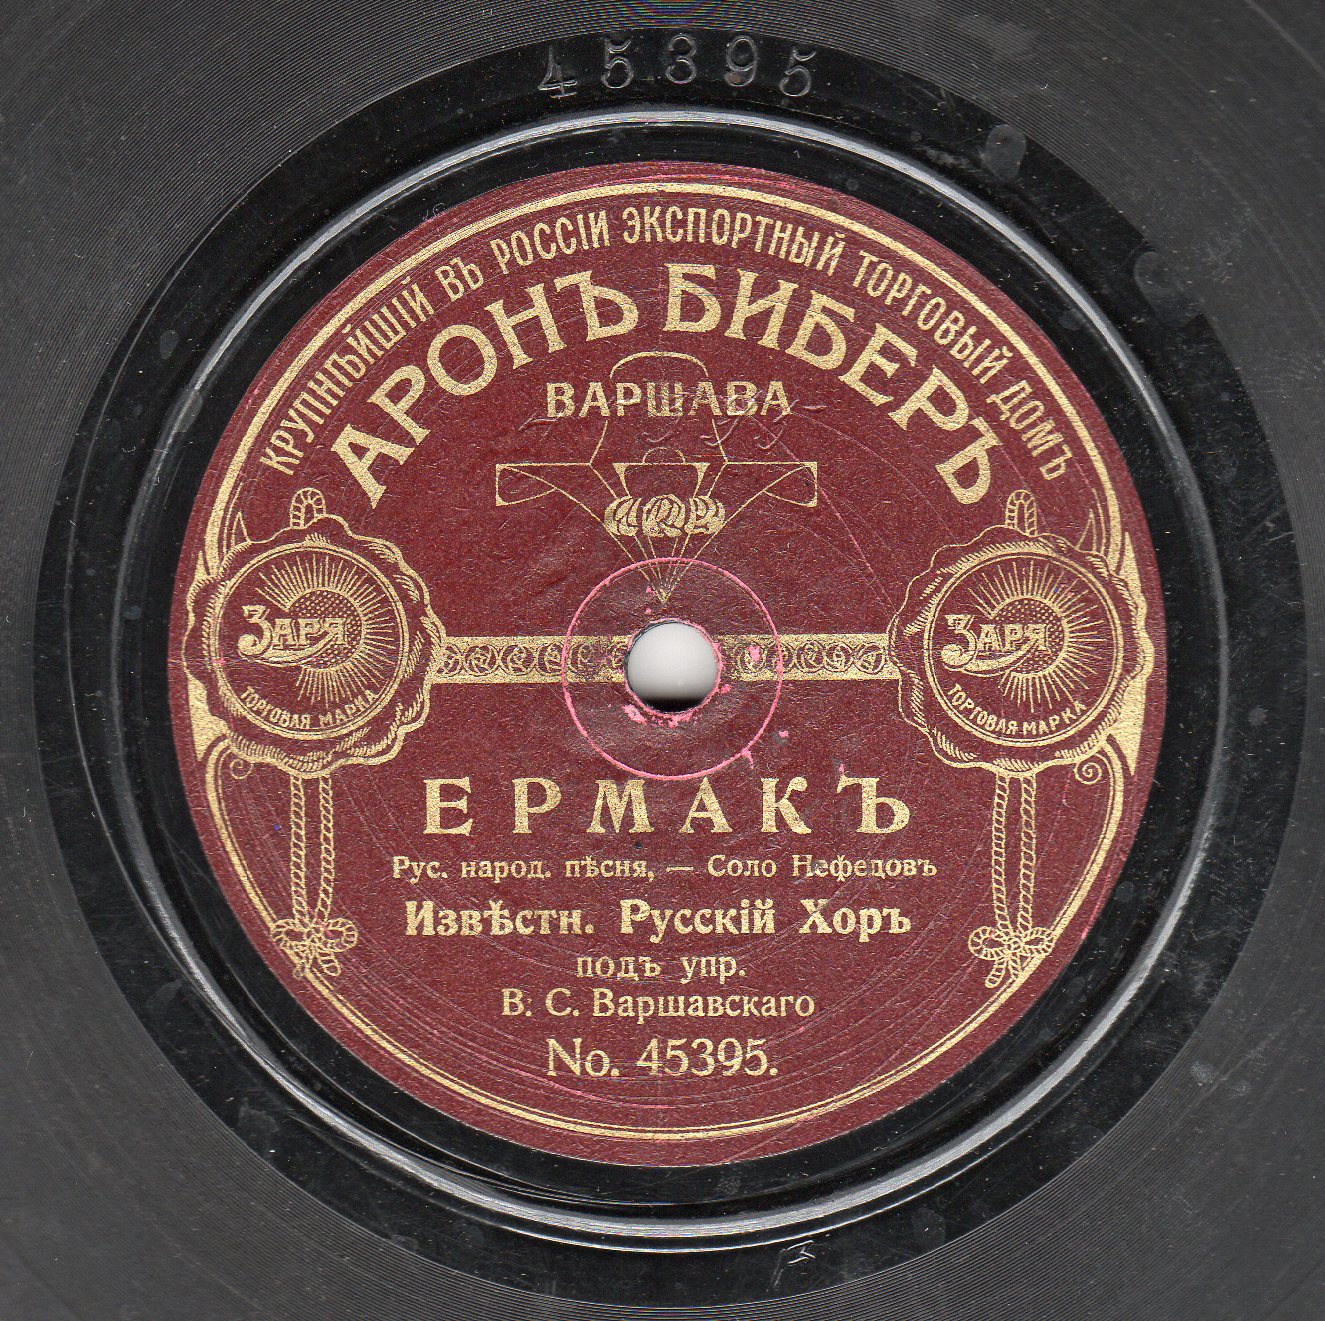 45395
КРУПНѢЙШІЙ ВЪ РОССІИ ЭКСПОРТНЫЙ ТОРГОВЫЙ ДОМЪ
АРОНЪ БИБЕРЪ
ВАРШАВА
ЗАРЯ
ТОРГОВАЯ МАРКА
ЗАРЯ
ТОРГОВАЯ МАРКА
ЕРМАКЪ
Рус. народ. пѣсня, — Соло Нефедовъ
Извѣстн. Русскій Хоръ
подъ упр.
В. С. Варшавскаго
No. 45395.